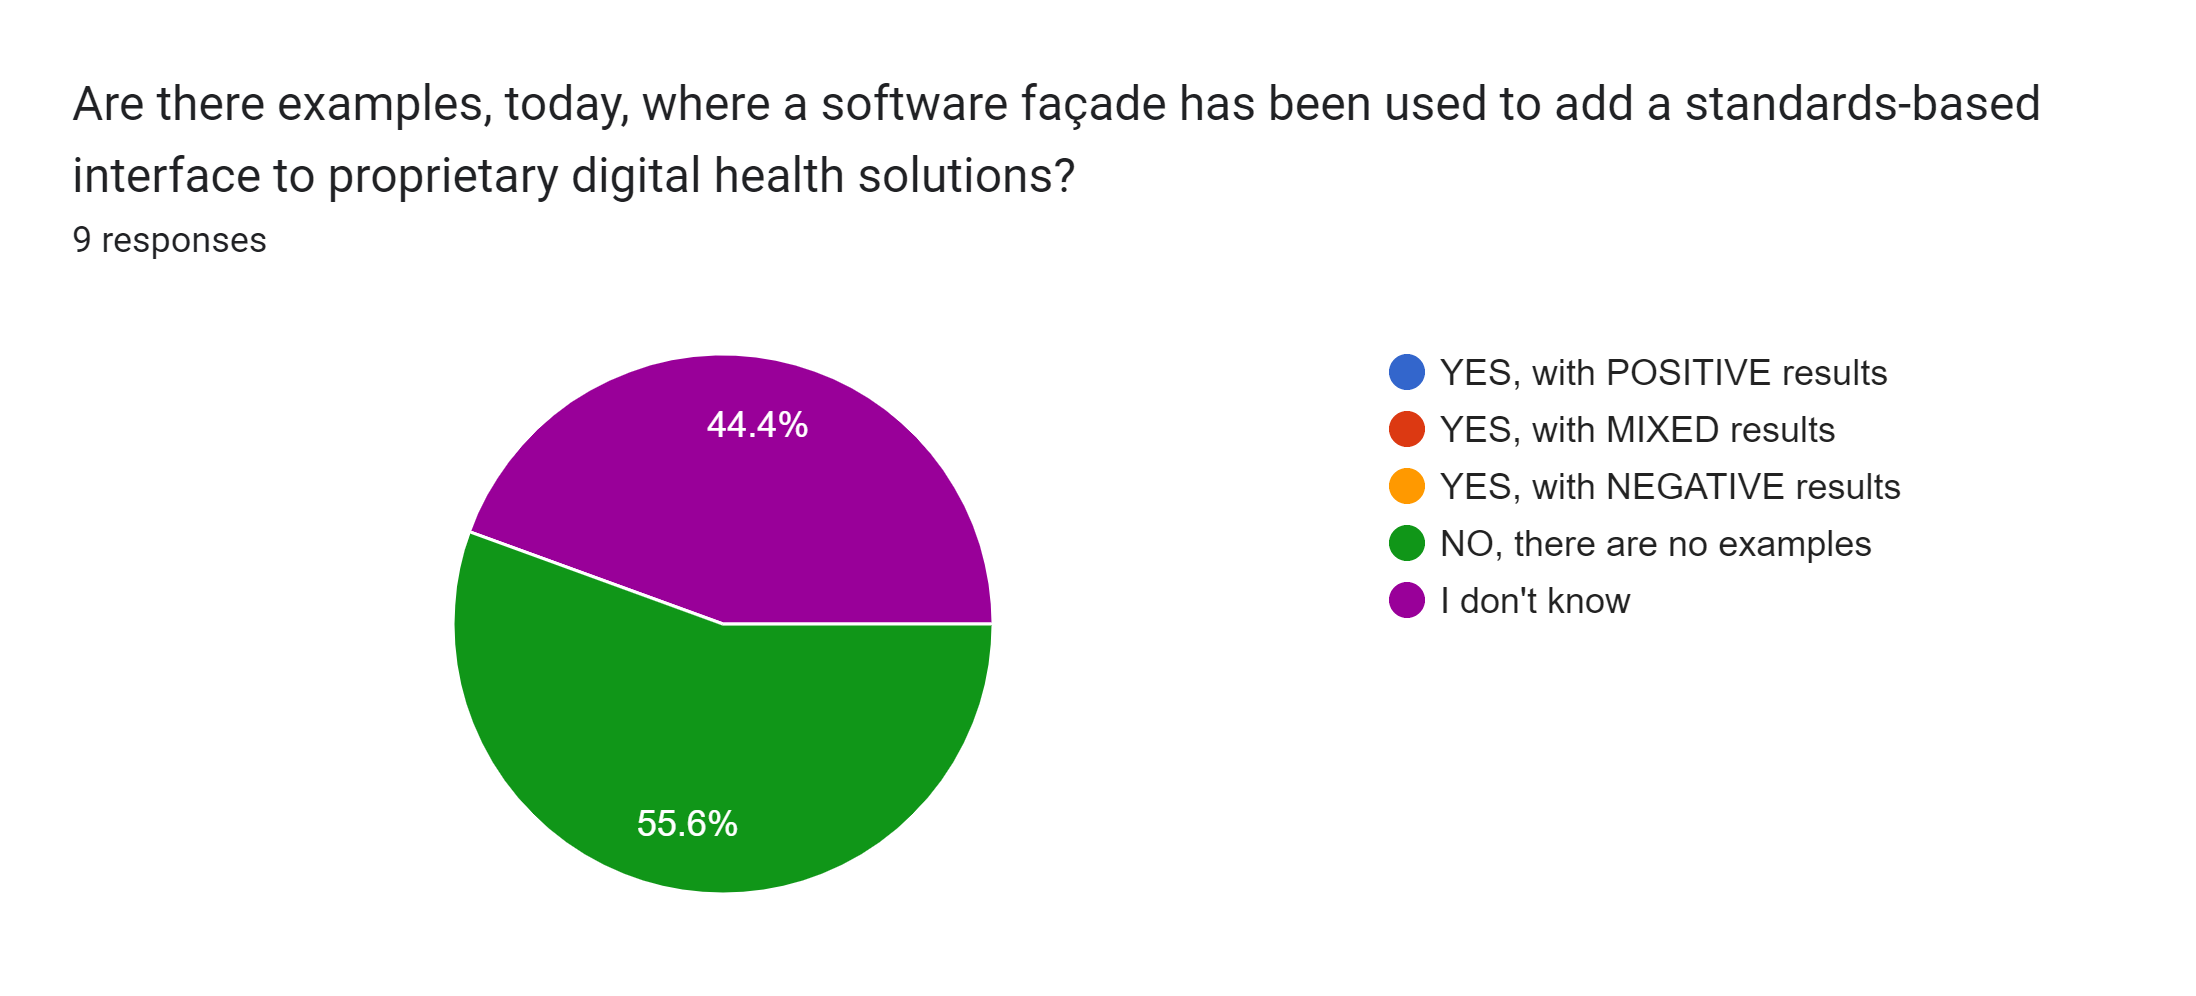 Are there examples, today, where a software façade has been used to add a standards-based
interface to proprietary digital health solutions?
9 responses
44.4%
55.6%
YES, with POSITIVE results
YES, with MIXED results
YES, with NEGATIVE results
NO, there are no examples
I don't know